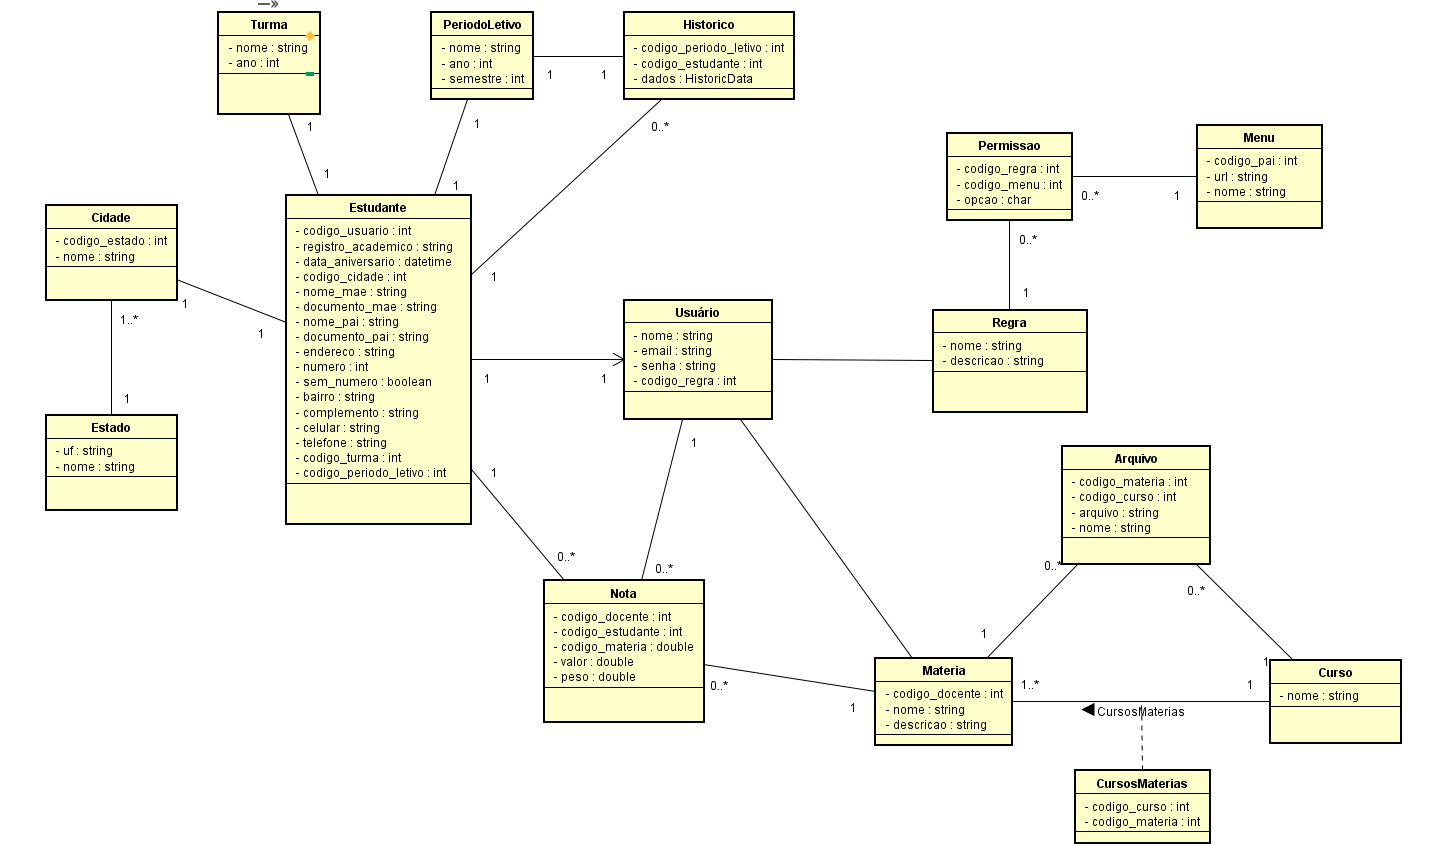 Turma
- nome : string
- ano : int
PeriodoLetivo
- nome : string
- ano : int
- semestre : int
1
1
Historico
- codigo_periodo_letivo : int
- codigo_estudante : int
- dados : HistoricData
1
1
1
1
0..*
1
Permissao
- codigo_regra : int
- codigo_menu : int
- opcao : char
0..*
1
Menu
- codigo_pai : int
- url : string
- nome : string
0..*
1
Cidade
- codigo_estado : int
- nome : string
1
1
1..*
1
Estado
- uf : string
- nome : string
Estudante
- codigo_usuario : int
- registro_academico : string
- data_aniversario : datetime
- codigo_cidade : int
- nome_mae : string
- documento_mae : string
- nome_pai : string
- documento_pai : string
- endereco : string
- numero : int
- sem_numero : boolean
- bairro : string
- complemento : string
- celular : string
- telefone : string
- codigo_turma : int
- codigo_periodo_letivo : int
1
1
Usuário
- nome : string
- email : string
- senha : string
- codigo_regra : int
Regra
- nome : string
- descricao : string
1
0..*
1
0..*
Nota
- codigo_docente : int
- codigo_estudante : int
- codigo_materia : double
- valor : double
- peso : double
0..*
1
Arquivo
- codigo_materia : int
- codigo_curso : int
- arquivo : string
- nome : string
0..*
1
0..*
1
Materia
- codigo_docente : int
- nome : string
- descricao : string
1..*
1
CursosMaterias
Curso
- nome : string
CursosMaterias
- codigo_curso : int
- codigo_materia : int